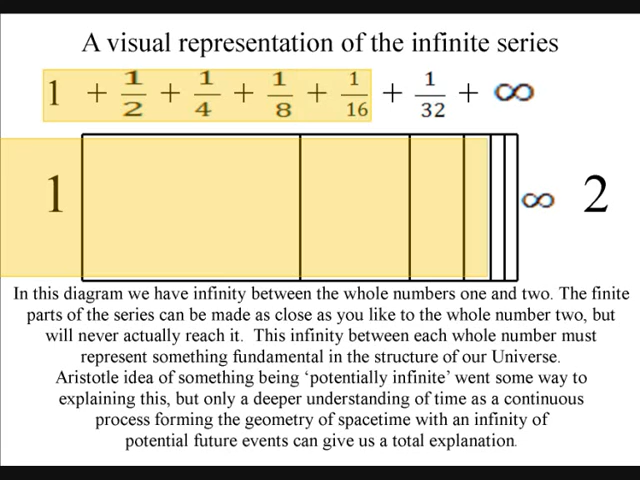 A visual representation of the infinite series
1 + 1/2 + 1/4 + 1/8 + 1/16 + 1/32 + ∞
1 ∞ 2
In this diagram we have infinity between the whole numbers one and two. The finite
parts of the series can be made as close as you like to the whole number two, but
will never actually reach it. This infinity between each whole number must
represent something fundamental in the structure of our Universe.
Aristotle idea of something being ‘potentially infinite’ went some way to
explaining this, but only a deeper understanding of time as a continuous
process forming the geometry of spacetime with an infinity of
potential future events can give us a total explanation.